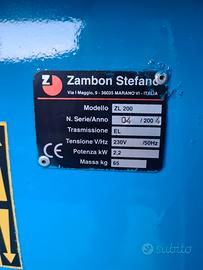 Zambon Stefano
Via I Maggio, 9 - 36035 MARANO VI - ITALIA
Modello ZL 200
N. Serie/Anno 04 / 2004
Trasmissione EL
Tensione V/Hz 230V /50Hz
Potenza kW 2,2
Massa kg 65
CE
subito